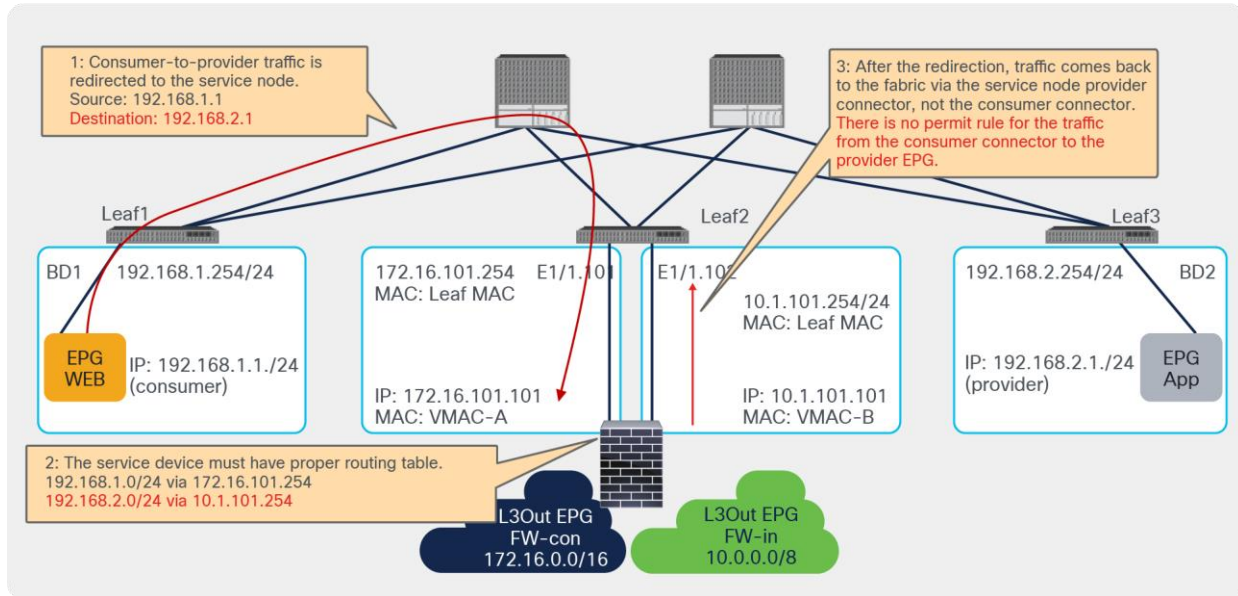 1: Consumer-to-provider traffic is
redirected to the service node.
Source: 192.168.1.1
Destination: 192.168.2.1
3: After the redirection, traffic comes back
to the fabric via the service node provider
connector, not the consumer connector.
There is no permit rule for the traffic
from the consumer connector to the
provider EPG.
Leaf1
Leaf2
Leaf3
BD1
192.168.1.254/24
172.16.101.254
MAC: Leaf MAC
E1/1.101
E1/1.102
10.1.101.254/24
MAC: Leaf MAC
192.168.2.254/24
BD2
EPG
WEB
IP: 192.168.1.1./24
(consumer)
IP: 172.16.101.101
MAC: VMAC-A
IP: 10.1.101.101
MAC: VMAC-B
IP: 192.168.2.1./24
(provider)
EPG
App
2: The service device must have proper routing table.
192.168.1.0/24 via 172.16.101.254
192.168.2.0/24 via 10.1.101.254
L3Out EPG
FW-con
172.16.0.0/16
L3Out EPG
FW-in
10.0.0.0/8